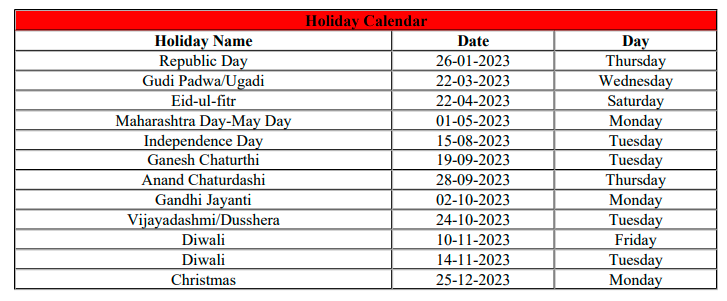 Holiday Calendar
Holiday Name Date Day
Republic Day 26-01-2023 Thursday
Gudi Padwa/Ugadi 22-03-2023 Wednesday
Eid-ul-fitr 22-04-2023 Saturday
Maharashtra Day-May Day 01-05-2023 Monday
Independence Day 15-08-2023 Tuesday
Ganesh Chaturthi 19-09-2023 Tuesday
Anand Chaturdashi 28-09-2023 Thursday
Gandhi Jayanti 02-10-2023 Monday
Vijayadashmi/Dusshera 24-10-2023 Tuesday
Diwali 10-11-2023 Friday
Diwali 14-11-2023 Tuesday
Christmas 25-12-2023 Monday